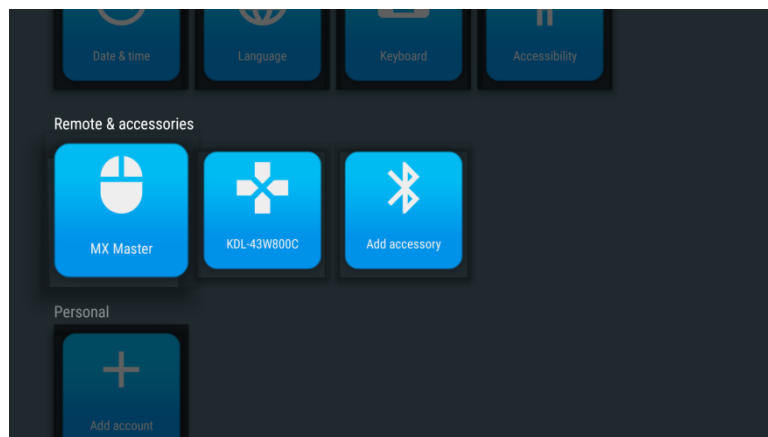 Date & time
Language
Keyboard
Accessibility
Remote & accessories
MX Master
KDL-43W800C
Add accessory
Personal
Add account